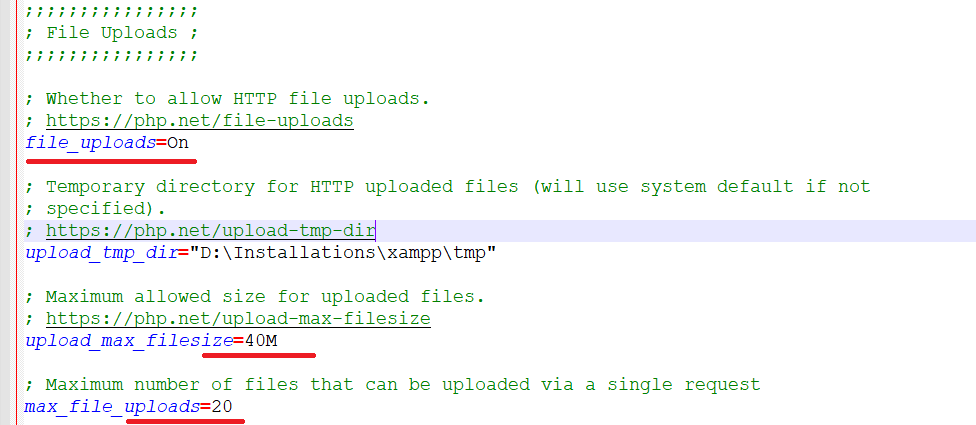 ;;;;;;;;;;;;;;;;
; File Uploads ;
;;;;;;;;;;;;;;;;
; Whether to allow HTTP file uploads.
; https://php.net/file-uploads
file_uploads=On
; Temporary directory for HTTP uploaded files (will use system default if not
; specified).
; https://php.net/upload-tmp-dir
upload_tmp_dir="D:\Installations\xampp\tmp"
; Maximum allowed size for uploaded files.
; https://php.net/upload-max-filesize
upload_max_filesize=40M
; Maximum number of files that can be uploaded via a single request
max_file_uploads=20